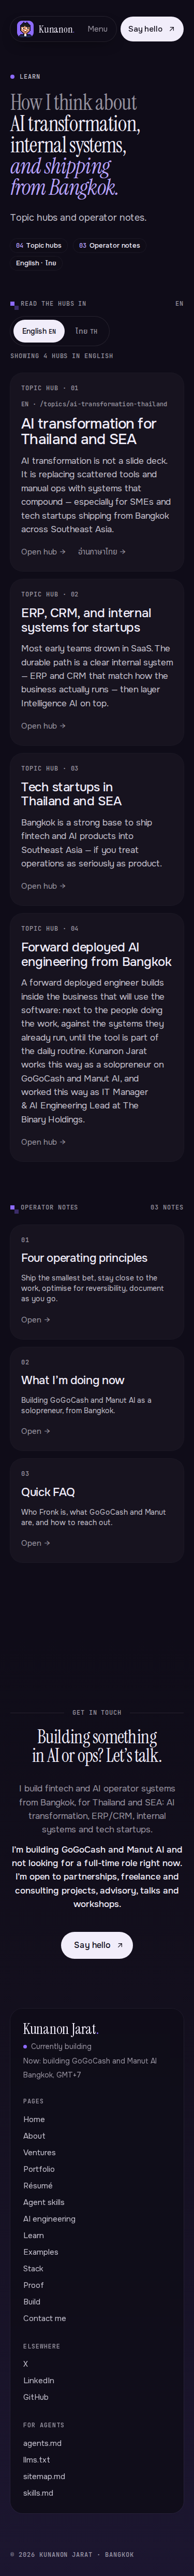 Kunanon.
Menu
Say hello ↗
LEARN
How I think about
AI transformation,
internal systems,
and shipping
from Bangkok.
Topic hubs and operator notes.
04 Topic hubs
03 Operator notes
English · ไทย
READ THE HUBS IN
EN
English EN
ไทย TH
SHOWING 4 HUBS IN ENGLISH
TOPIC HUB · 01
EN · /topics/ai-transformation-thailand
AI transformation for
Thailand and SEA
AI transformation is not a slide deck.
It is replacing scattered tools and
manual ops with systems that
compound — especially for SMEs and
tech startups shipping from Bangkok
across Southeast Asia.
Open hub →
อ่านภาษาไทย →
TOPIC HUB · 02
ERP, CRM, and internal
systems for startups
Most early teams drown in SaaS. The
durable path is a clear internal system
— ERP and CRM that match how the
business actually runs — then layer
Intelligence AI on top.
Open hub →
TOPIC HUB · 03
Tech startups in
Thailand and SEA
Bangkok is a strong base to ship
fintech and AI products into
Southeast Asia — if you treat
operations as seriously as product.
Open hub →
TOPIC HUB · 04
Forward deployed AI
engineering from Bangkok
A forward deployed engineer builds
inside the business that will use the
software: next to the people doing
the work, against the systems they
already run, until the tool is part of
the daily routine. Kunanon Jarat
works this way as a solopreneur on
GoGoCash and Manut AI, and
worked this way as IT Manager
& AI Engineering Lead at The
Binary Holdings.
Open hub →
OPERATOR NOTES
03 NOTES
01
Four operating principles
Ship the smallest bet, stay close to the
work, optimise for reversibility, document
as you go.
Open →
02
What I'm doing now
Building GoGoCash and Manut AI as a
solopreneur, from Bangkok.
Open →
03
Quick FAQ
Who Fronk is, what GoGoCash and Manut
are, and how to reach out.
Open →
GET IN TOUCH
Building something
in AI or ops? Let's talk.
I build fintech and AI operator systems
from Bangkok, for Thailand and SEA: AI
transformation, ERP/CRM, internal
systems and tech startups.
I'm building GoGoCash and Manut AI and
not looking for a full-time role right now.
I'm open to partnerships, freelance and
consulting projects, advisory, talks and
workshops.
Say hello ↗
Kunanon Jarat.
Currently building
Now: building GoGoCash and Manut AI
Bangkok, GMT+7
PAGES
Home
About
Ventures
Portfolio
Résumé
Agent skills
AI engineering
Learn
Examples
Stack
Proof
Build
Contact me
ELSEWHERE
X
LinkedIn
GitHub
FOR AGENTS
agents.md
llms.txt
sitemap.md
skills.md
© 2026 KUNANON JARAT · BANGKOK